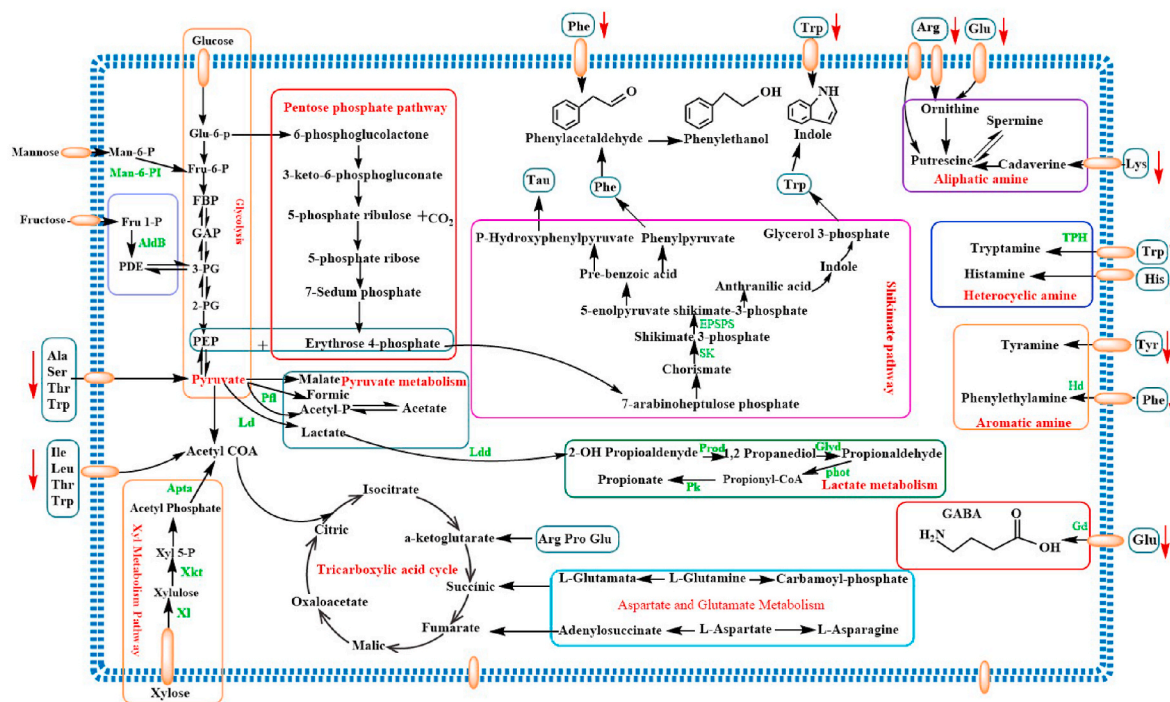 Glucose
Phe
Trp
Arg
Glu
Pentose phosphate pathway
OH
NH
O
Glu-6-p
6-phosphoglucolactone
Phenylacetaldehyde
Phenylethanol
Indole
Ornithine
Spermine
Mannose
Man-6-P
Man-6-PI
Fru-6-P
3-keto-6-phosphogluconate
Putrescine
Cadaverine
Lys
Aliphatic amine
Tau
Phe
Trp
FBP
Glycolysis
Fructose
Fru 1-P
5-phosphate ribulose
+CO2
GAP
AldB
P-Hydroxyphenylpyruvate
Phenylpyruvate
Glycerol 3-phosphate
TPH
Tryptamine
Trp
PDE
3-PG
5-phosphate ribose
Pre-benzoic acid
Indole
Histamine
His
Heterocyclic amine
7-Sedum phosphate
Anthranilic acid
2-PG
5-enolpyruvate shikimate-3-phosphate
EPSPS
Shikimate pathway
PEP
+
Erythrose 4-phosphate
Shikimate 3-phosphate
SK
Tyramine
Tyr
Ala
Ser
Thr
Trp
Pyruvate
Malate
Pyruvate metabolism
Chorismate
Hd
Pfl
Formic
Phenylethylamine
Phe
Acetyl-P
Acetate
7-arabinoheptulose phosphate
Aromatic amine
Ld
Lactate
Ldd
Ile
Leu
Thr
Trp
Acetyl COA
2-OH Propioaldenyde
Prod
1,2 Propanediol
Glyd
Propionaldehyde
phot
Propionate
Pk
Propionyl-CoA
Lactate metabolism
Apta
Isocitrate
Acetyl Phosphate
Citric
GABA
O
H2N
OH
Gd
Glu
a-ketoglutarate
Arg Pro Glu
Xyl 5-P
Xkt
Xyl Metabolism Pathway
Tricarboxylic acid cycle
Succinic
L-Glutamata
L-Glutamine
Carbamoyl-phosphate
Xylulose
Oxaloacetate
Aspartate and Glutamate Metabolism
Xl
Fumarate
Adenylosuccinate
L-Aspartate
L-Asparagine
Malic
Xylose